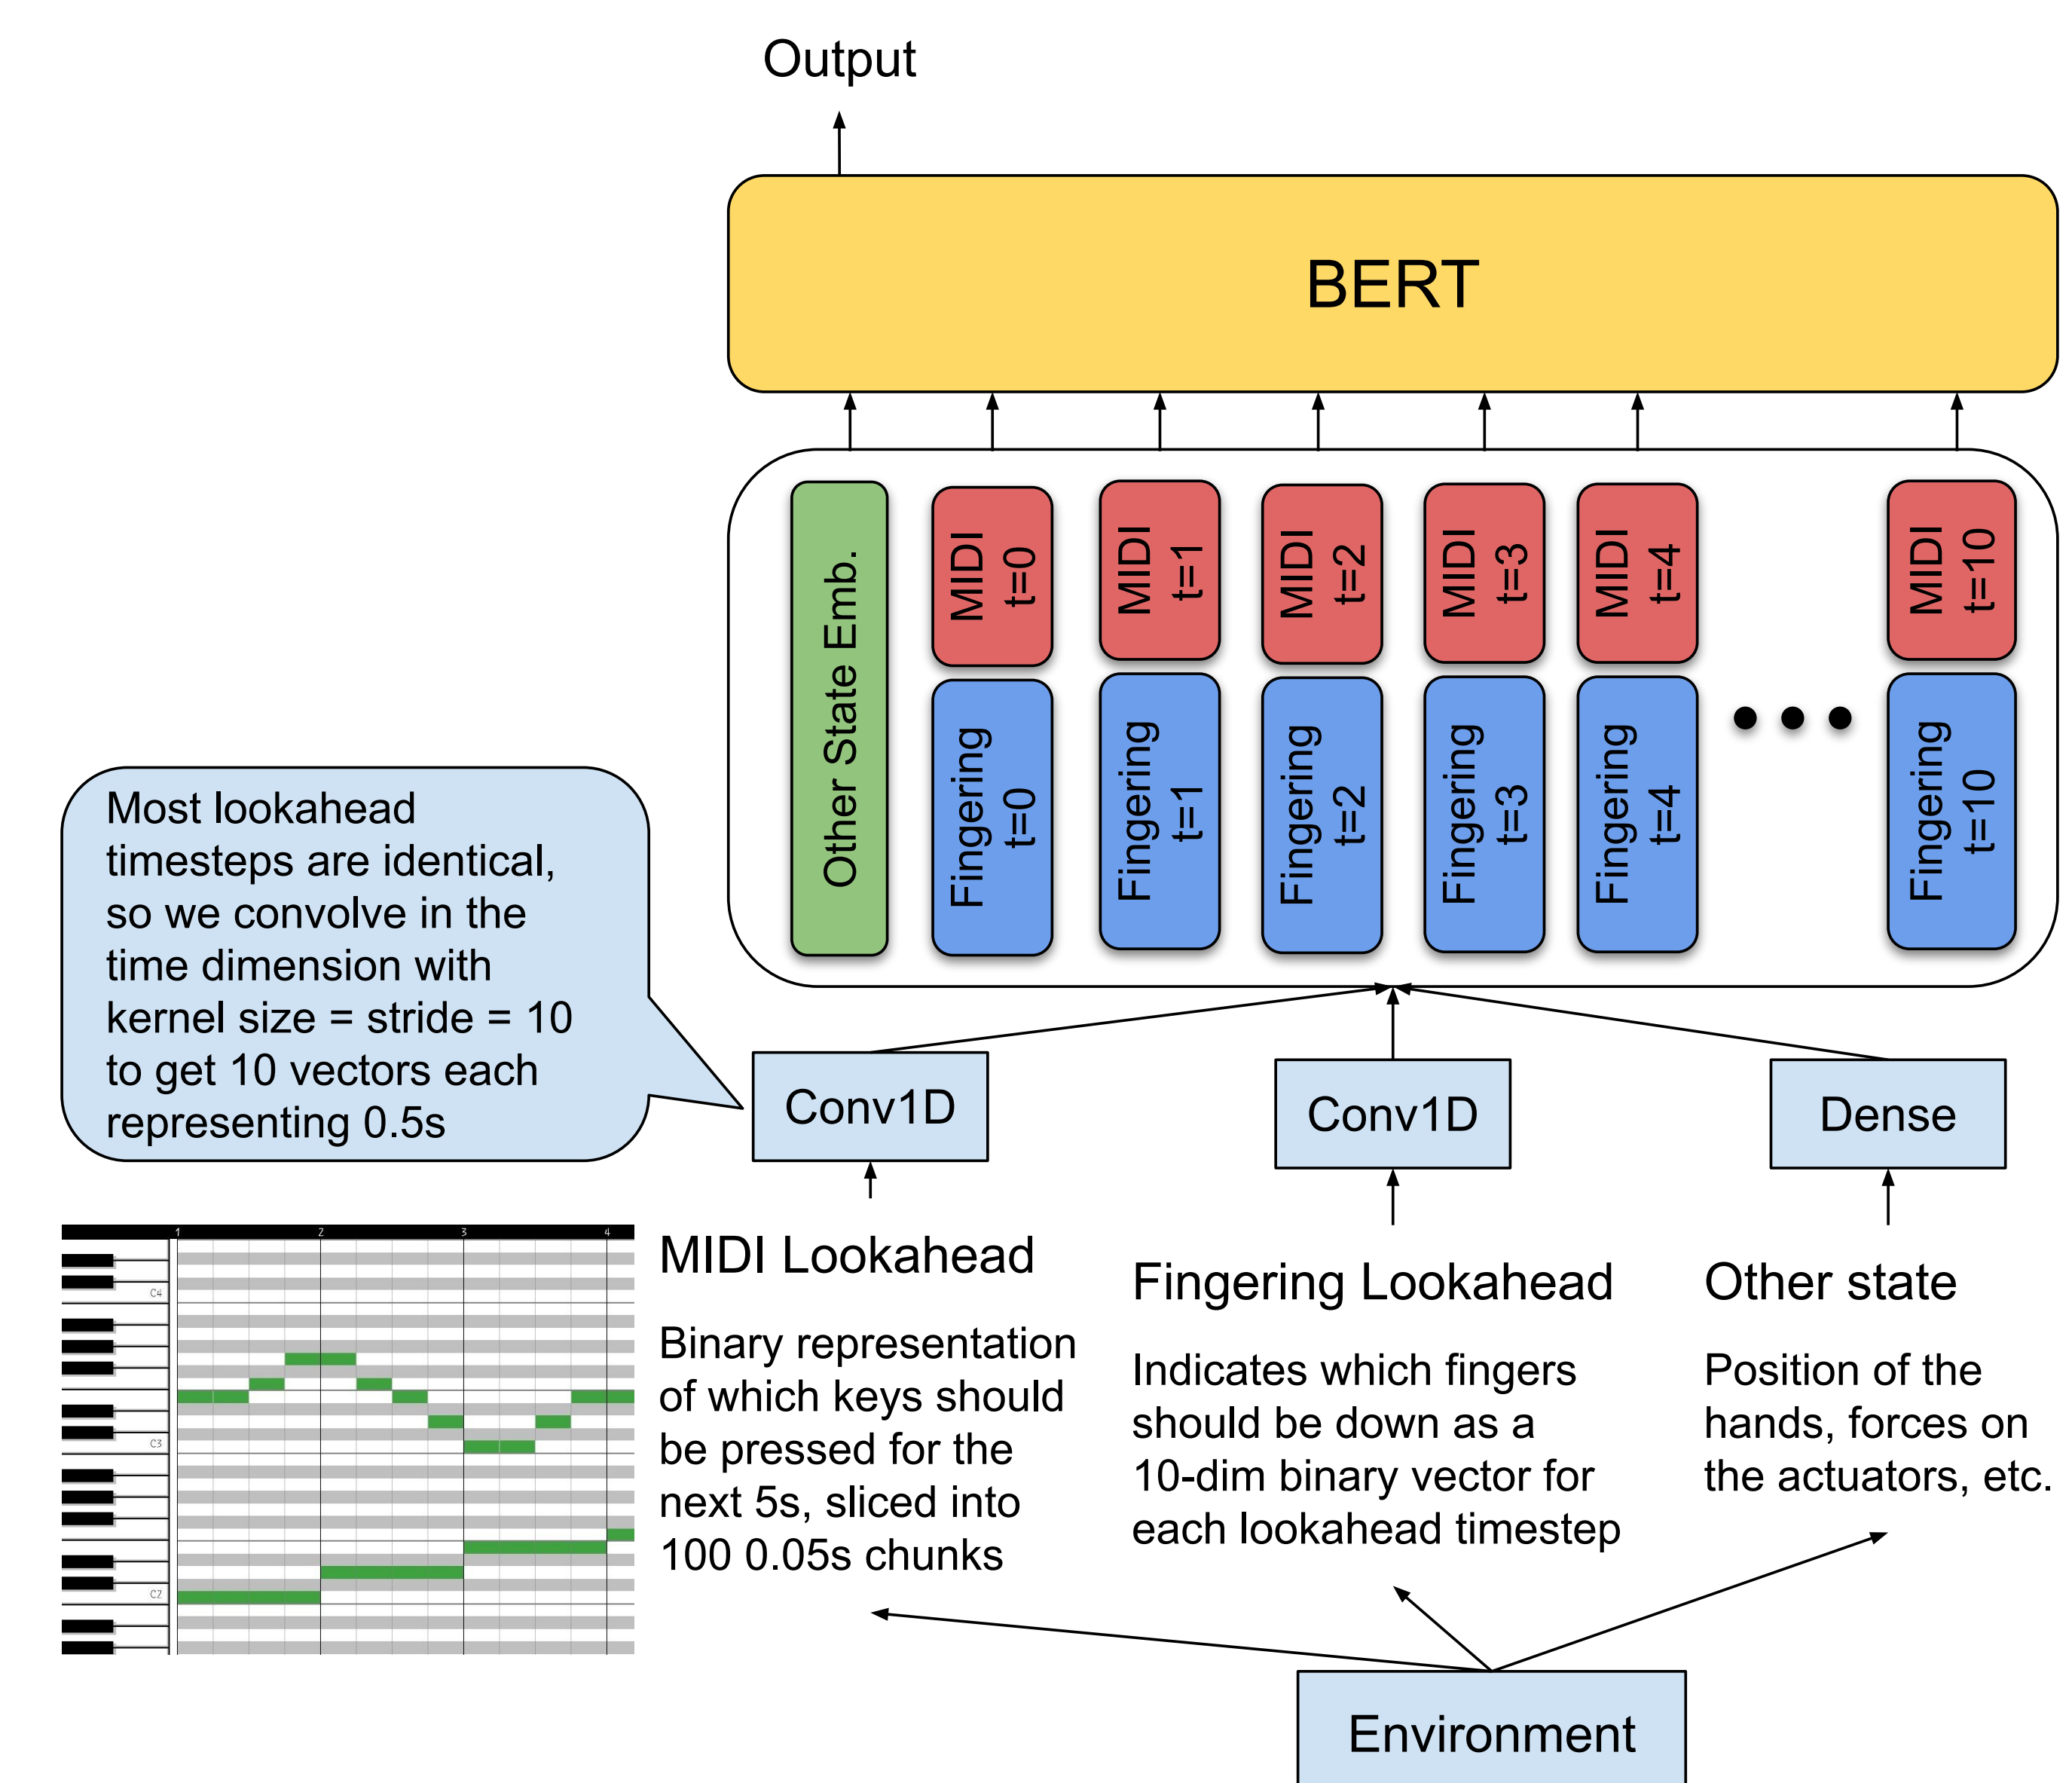 Output
BERT
Other State Emb.
MIDI
t=0
MIDI
t=1
MIDI
t=2
MIDI
t=3
MIDI
t=4
MIDI
t=10
Fingering
t=0
Fingering
t=1
Fingering
t=2
Fingering
t=3
Fingering
t=4
Fingering
t=10
Most lookahead
timesteps are identical,
so we convolve in the
time dimension with
kernel size = stride = 10
to get 10 vectors each
representing 0.5s
Conv1D
Conv1D
Dense
1 2 3 4
C4
C3
C2
MIDI Lookahead
Binary representation
of which keys should
be pressed for the
next 5s, sliced into
100 0.05s chunks
Fingering Lookahead
Indicates which fingers
should be down as a
10-dim binary vector for
each lookahead timestep
Other state
Position of the
hands, forces on
the actuators, etc.
Environment